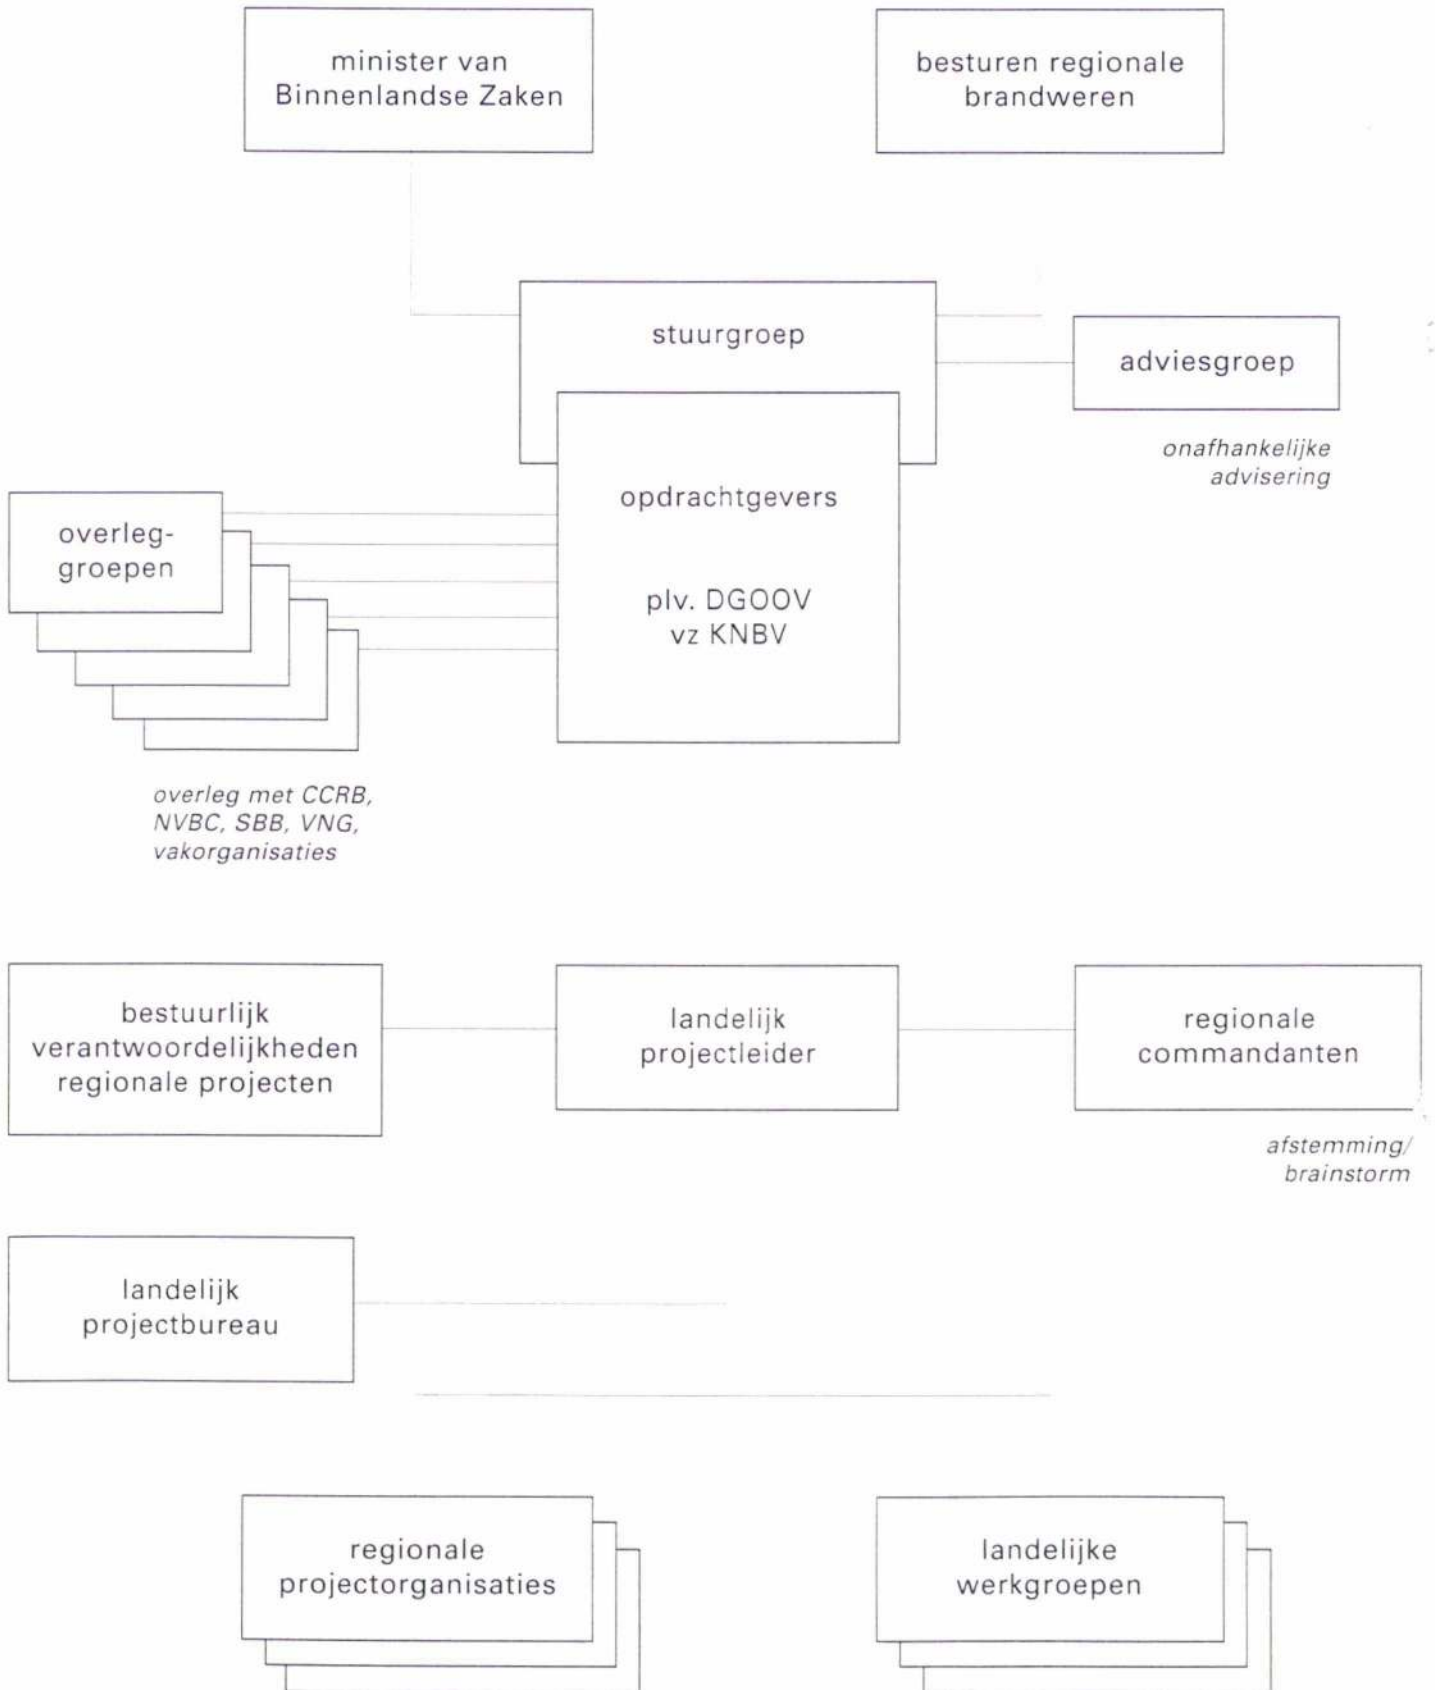 minister van
Binnenlandse Zaken
besturen regionale
brandweren
stuurgroep
adviesgroep
onafhankelijke
advisering
opdrachtgevers
plv. DGOOV
vz KNBV
overleg-
groepen
overleg met CCRB,
NVBC, SBB, VNG,
vakorganisaties
bestuurlijk
verantwoordelijkheden
regionale projecten
landelijk
projectleider
regionale
commandanten
afstemming/
brainstorm
landelijk
projectbureau
regionale
projectorganisaties
landelijke
werkgroepen